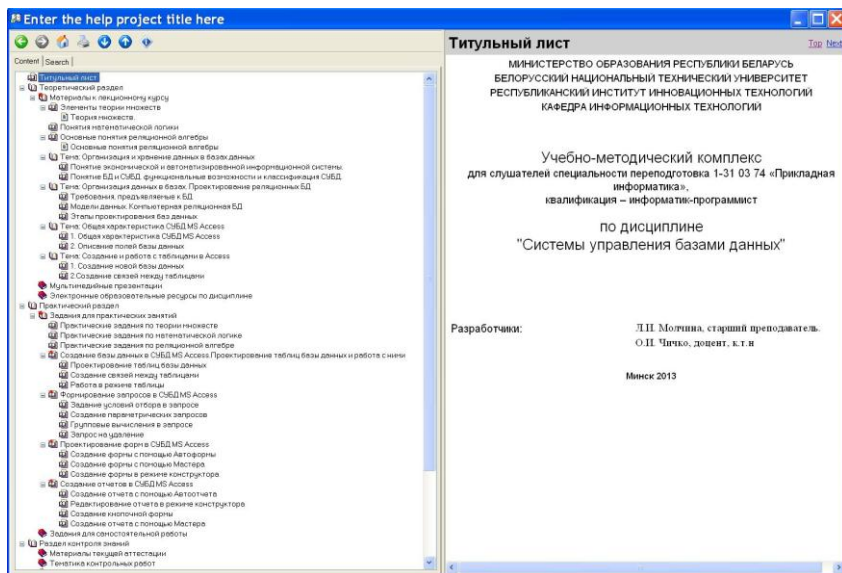 Enter the help project title here
Content Search
Титульный лист
Теоретический раздел
Материалы к лекционному курсу
Элементы теории множеств
Теория множеств.
Понятия математической логики
Основные понятия реляционной алгебры
Основные понятия реляционной алгебры
Тема: Организация и хранение данных в базах данных
Понятие экономической и автоматизированной информационной системы.
Понятие БД и СУБД, функциональные возможности и классификация СУБД.
Тема: Организация данных в базах. Проектирование реляционных БД
Требования, предъявляемые к БД
Модели данных. Компьютерная реляционная БД
Этапы проектирования баз данных
Тема: Общая характеристика СУБД MS Access
1. Общая характеристика СУБД MS Access
2. Описание полей базы данных
Тема: Создание и работа с таблицами в Access
1. Создание новой базы данных
2.Создание связей между таблицами
Мультимедийные презентации
Электронные образовательные ресурсы по дисциплине
Практический раздел
Задания для практических занятий
Практические задания по теории множеств
Практические задания по математической логике
Практические задания по реляционной алгебре
Создание базы данных в СУБД MS Access.Проектирование таблиц базы данных и работа с ними
Проектирование таблиц базы данных
Создание связей между таблицами
Работа в режиме таблицы
Формирование запросов в СУБД MS Access
Задание условий отбора в запросе
Создание параметрических запросов
Групповые вычисления в запросе
Запрос на удаление
Проектирование форм в СУБД MS Access
Создание формы с помощью Автоформы
Создание формы с помощью Мастера
Создание формы в режиме конструктора
Создание отчетов в СУБД MS Access
Создание отчета с помощью Автоотчета
Редактирование отчета в режиме конструктора
Создание кнопочной формы
Создание отчета с помощью Мастера
Задания для самостоятельной работы
Раздел контроля знаний
Материалы текущей аттестации
Тематика контрольных работ
Титульный лист
Top Next
МИНИСТЕРСТВО ОБРАЗОВАНИЯ РЕСПУБЛИКИ БЕЛАРУСЬ
БЕЛОРУССКИЙ НАЦИОНАЛЬНЫЙ ТЕХНИЧЕСКИЙ УНИВЕРСИТЕТ
РЕСПУБЛИКАНСКИЙ ИНСТИТУТ ИННОВАЦИОННЫХ ТЕХНОЛОГИЙ
КАФЕДРА ИНФОРМАЦИОННЫХ ТЕХНОЛОГИЙ
Учебно-методический комплекс
для слушателей специальности переподготовка 1-31 03 74 «Прикладная
информатика»,
квалификация – информатик-программист
по дисциплине
"Системы управления базами данных"
Разработчики:
Л.И. Молчина, старший преподаватель.
О.И. Чичко, доцент, к.т.н
Минск 2013